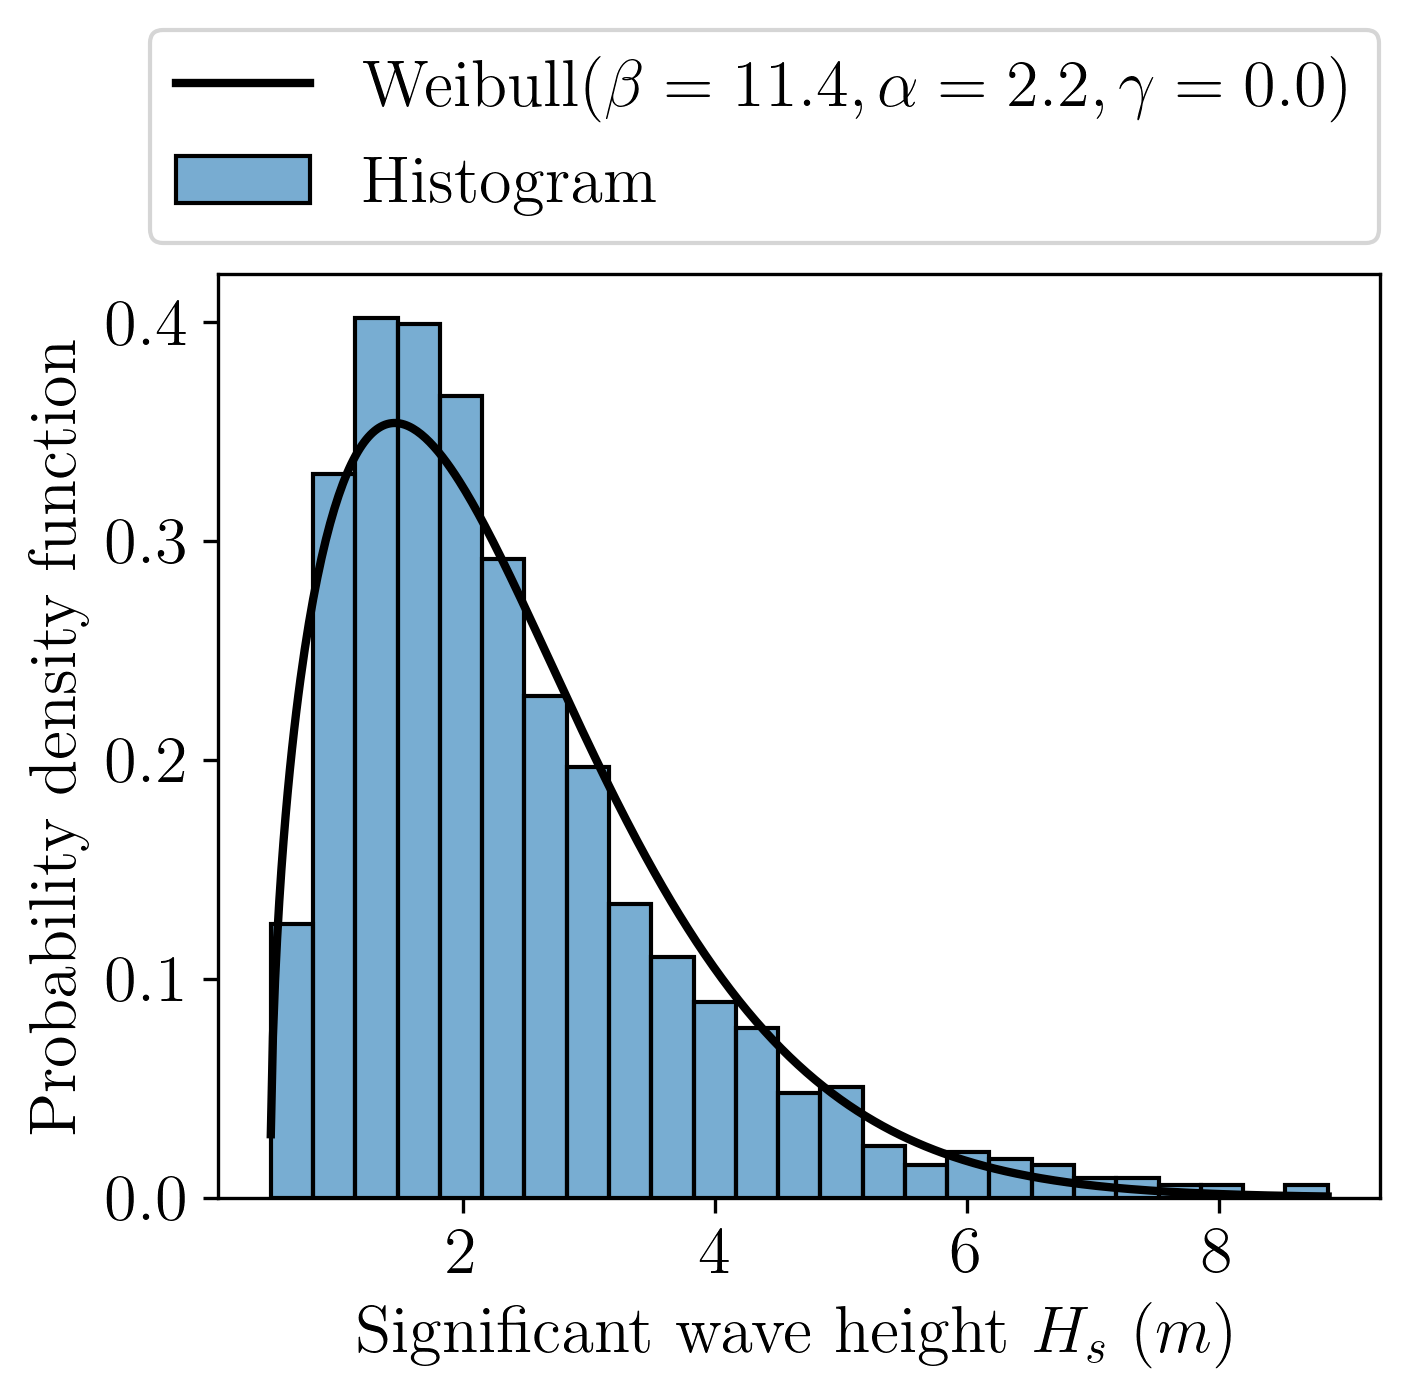 Weibull(β = 11.4, α = 2.2, γ = 0.0)
Histogram
Probability density function
0.4
0.3
0.2
0.1
0.0
2 4 6 8
Significant wave height H_s (m)